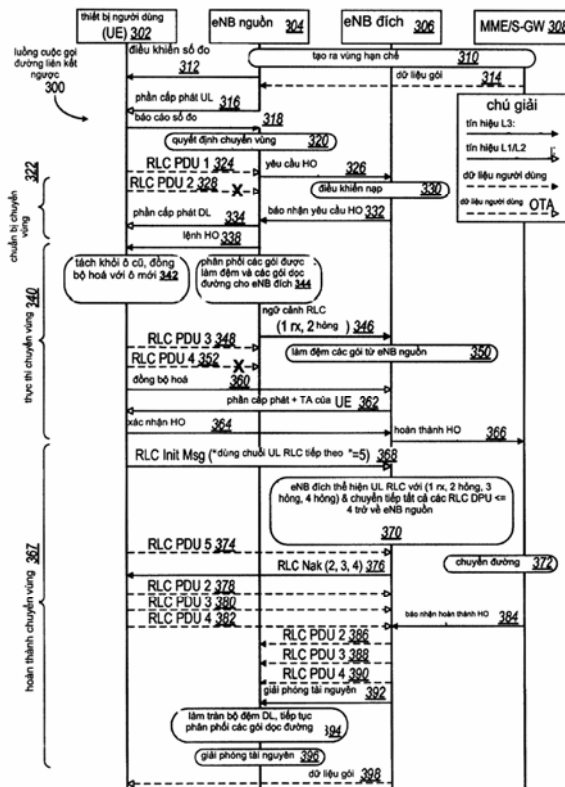 thiết bị người dùng
(UE) 302
eNB nguồn 304
eNB đích 306
MME/S-GW 308
luồng cuộc gọi
đường liên kết
ngược
300
điều khiển số đo
312
tạo ra vùng hạn chế 310
dữ liệu gói 314
phân cấp phát UL
316
báo cáo số đo
318
chú giải
tín hiệu L3:
tín hiệu L1/L2
dữ liệu người dùng
dữ liệu người dùng OTA
quyết định chuyển vùng 320
chuẩn bị chuyển
vùng 322
RLC PDU 1 324
yêu cầu HO 326
RLC PDU 2 328
X
điều khiển nạp 330
phân cấp phát DL
334
báo nhận yêu cầu HO
332
lệnh HO 338
thực thi chuyển vùng 340
tách khỏi ô cũ, đồng
bộ hoá với ô mới 342
phân phối các gói được
làm đệm và các gói dọc
đường cho eNB đích 344
ngữ cảnh RLC
(1 rx, 2 hỏng ) 346
RLC PDU 3 348
làm đệm các gói từ eNB nguồn 350
RLC PDU 4 352
X
đồng bộ hoá 360
phân cấp phát + TA của UE 362
xác nhận HO
364
hoàn thành HO 366
hoàn thành chuyển vùng 367
RLC Init Msg ("dùng chuỗi UL RLC tiếp theo "=5) 368
eNB đích thể hiện UL RLC với (1 rx, 2 hỏng, 3
hỏng, 4 hỏng) & chuyển tiếp tất cả các RLC DPU <=
4 trở về eNB nguồn
370
RLC PDU 5 374
RLC Nak (2, 3, 4) 376
chuyển đường 372
RLC PDU 2 378
RLC PDU 3 380
RLC PDU 4 382
báo nhận hoàn thành HO 384
RLC PDU 2 386
RLC PDU 3 388
RLC PDU 4 390
giải phóng tài nguyên 392
làm tràn bộ đệm DL, tiếp tục
phân phối các gói dọc đường
394
giải phóng tài nguyên 396
dữ liệu gói 398